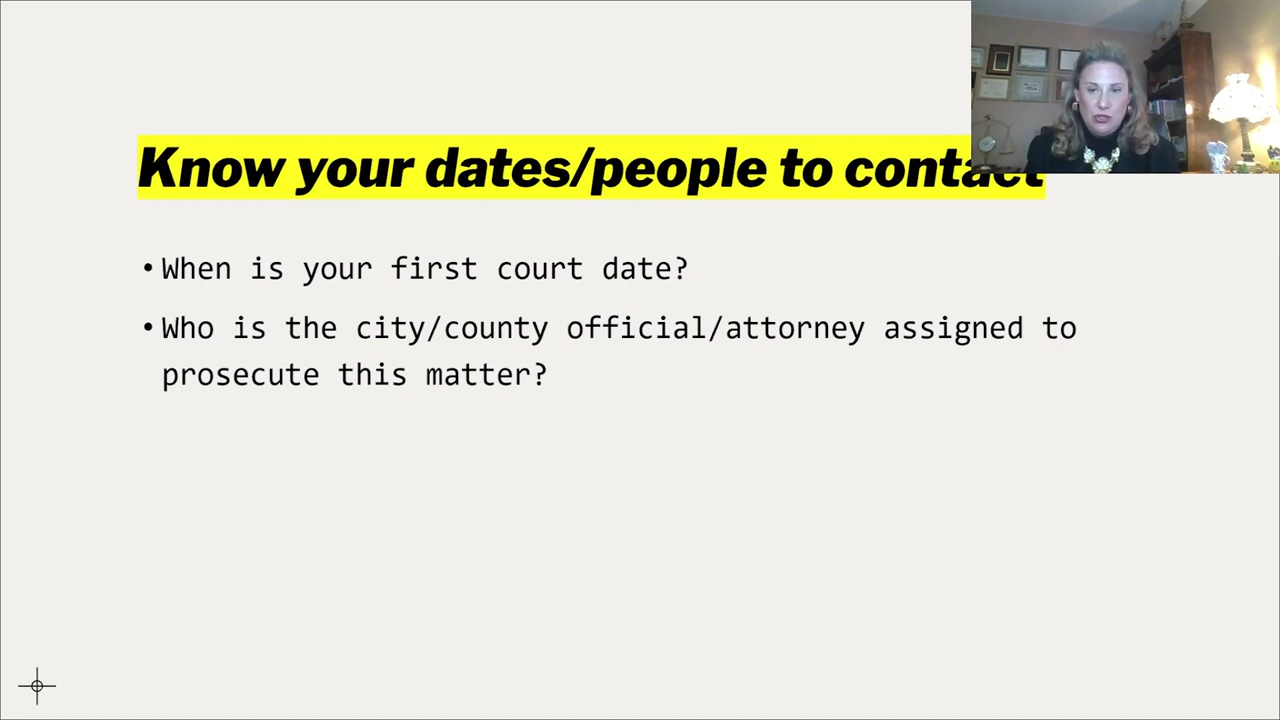 Know your dates/people to contact
• When is your first court date?
• Who is the city/county official/attorney assigned to
prosecute this matter?